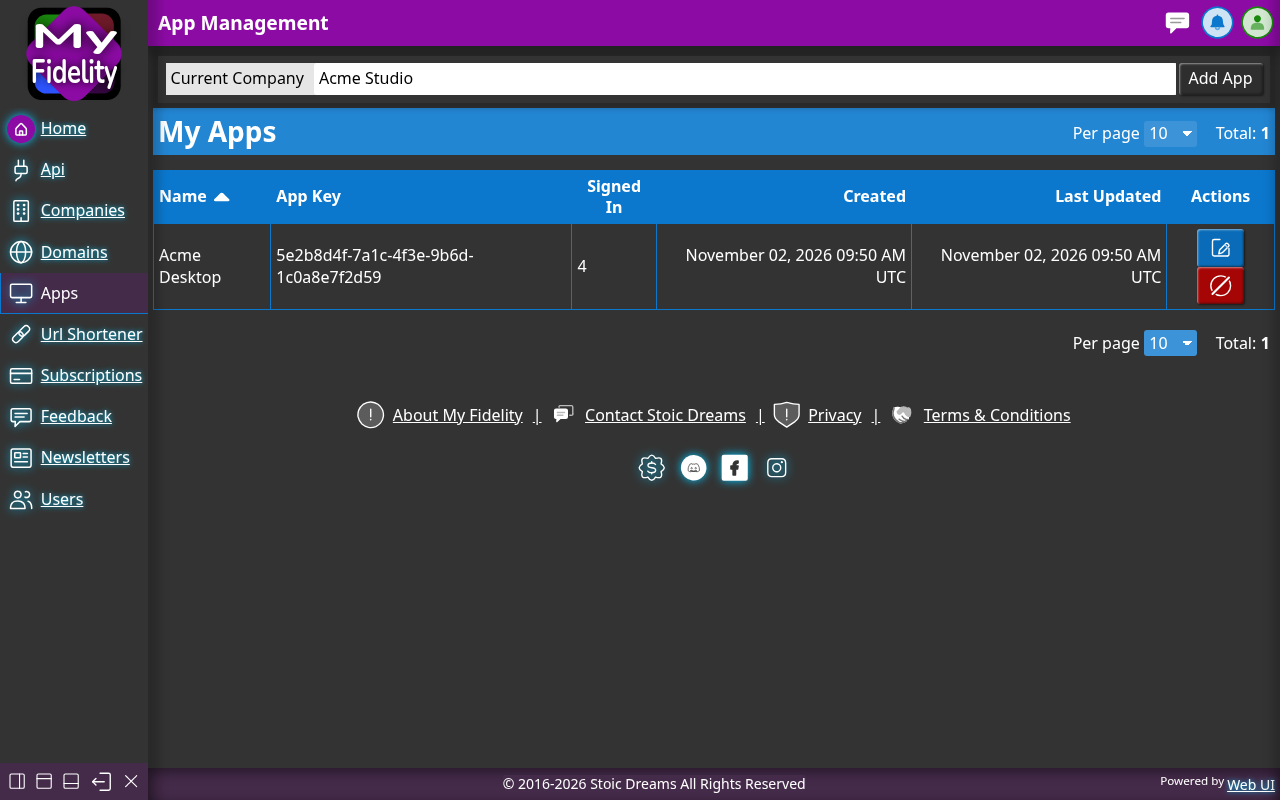 My
Fidelity
App Management
Home
Api
Companies
Domains
Apps
Url Shortener
Subscriptions
Feedback
Newsletters
Users
Current Company Acme Studio Add App
My Apps Per page 10 Total: 1
Name App Key Signed In Created Last Updated Actions
Acme Desktop 5e2b8d4f-7a1c-4f3e-9b6d-1c0a8e7f2d59 4 November 02, 2026 09:50 AM UTC November 02, 2026 09:50 AM UTC
Per page 10 Total: 1
About My Fidelity | Contact Stoic Dreams | Privacy | Terms & Conditions
© 2016-2026 Stoic Dreams All Rights Reserved Powered by Web UI